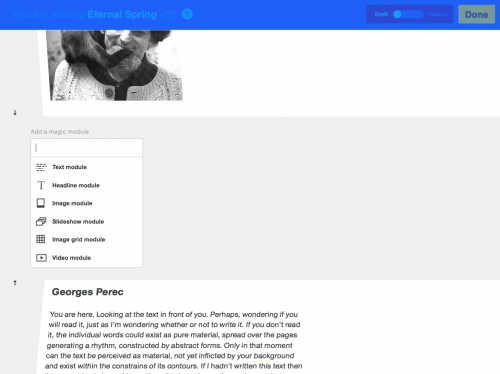 You are editing Eternal Spring v32 ?
Draft Preview Done
↓
Add a magic module
Text module
Headline module
Image module
Slideshow module
Image grid module
Video module
↑
Georges Perec
You are here. Looking at the text in front of you. Perhaps, wondering if you
will read it, just as I'm wondering whether or not to write it. If you don't read
it, the individual words could exist as pure material, spread over the pages
generating a rhythm, constructed by abstract forms. Only in that moment
can the text be perceived as material, not yet inflicted by your background
and exist within the constrains of its contours. If I hadn't written this text then